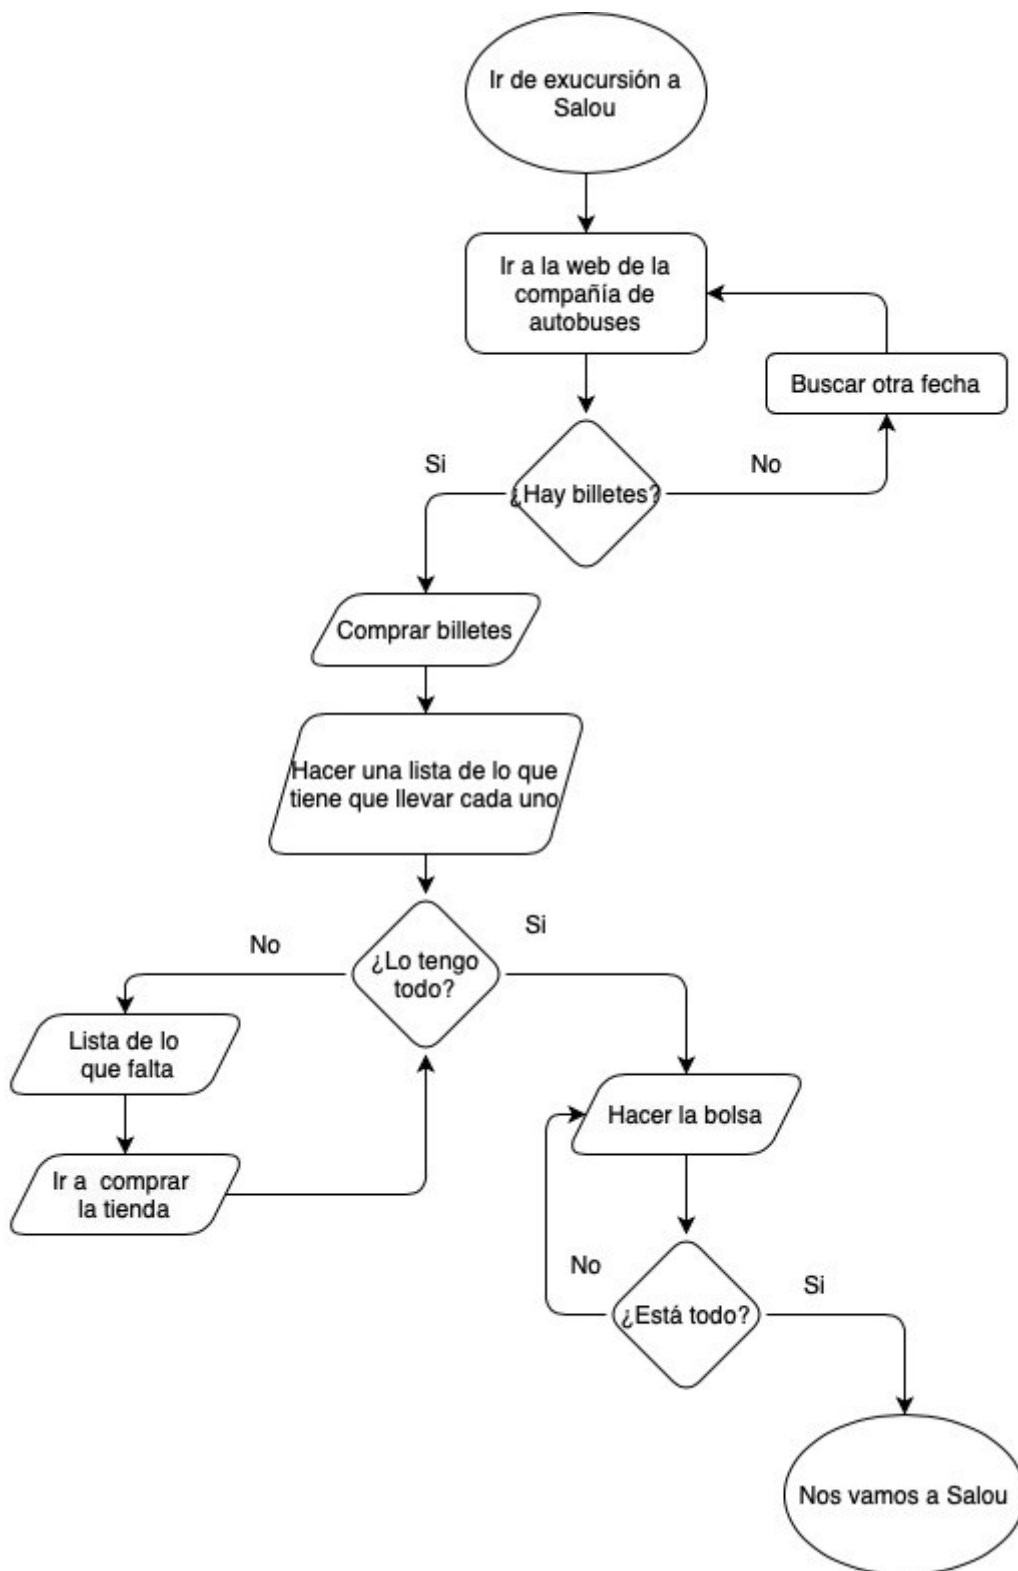 Ir de exucursión a
Salou
Ir a la web de la
compañía de
autobuses
Buscar otra fecha
Si
No
¿Hay billetes?
Comprar billetes
Hacer una lista de lo que
tiene que llevar cada uno
No
Si
¿Lo tengo
todo?
Lista de lo
que falta
Hacer la bolsa
Ir a comprar
la tienda
No
Si
¿Está todo?
Nos vamos a Salou